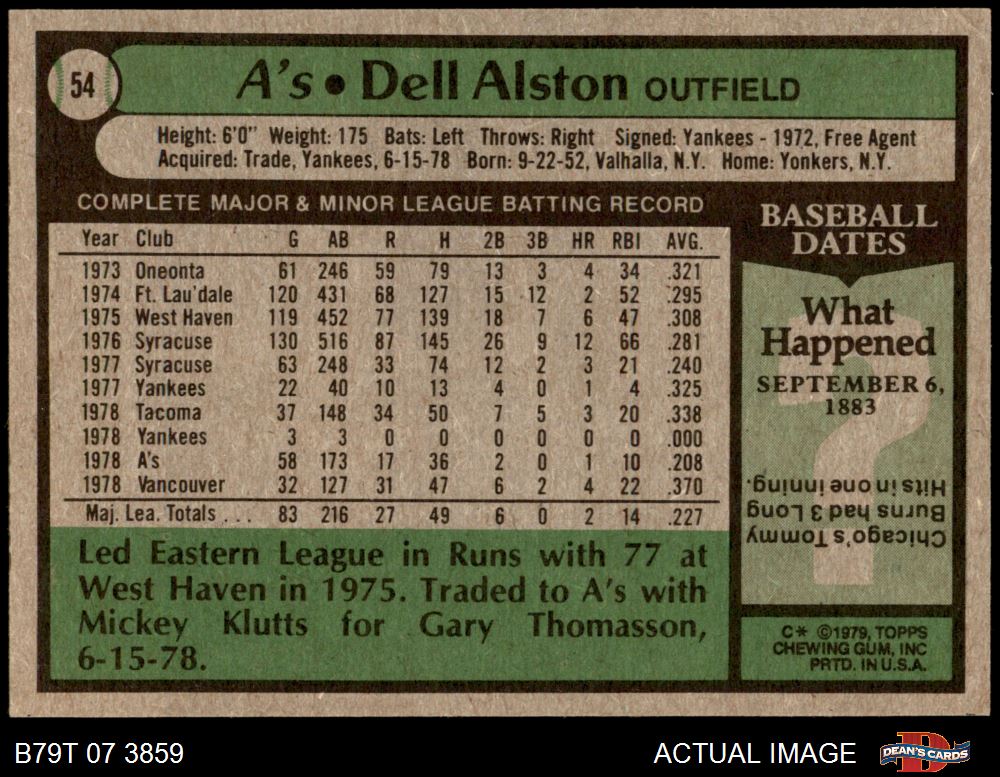 54
A's • Dell Alston OUTFIELD
Height: 6'0" Weight: 175 Bats: Left Throws: Right Signed: Yankees - 1972, Free Agent
Acquired: Trade, Yankees, 6-15-78 Born: 9-22-52, Valhalla, N.Y. Home: Yonkers, N.Y.
COMPLETE MAJOR & MINOR LEAGUE BATTING RECORD
Year Club G AB R H 2B 3B HR RBI AVG.
1973 Oneonta 61 246 59 79 13 3 4 34 .321
1974 Ft. Lau'dale 120 431 68 127 15 12 2 52 .295
1975 West Haven 119 452 77 139 18 7 6 47 .308
1976 Syracuse 130 516 87 145 26 9 12 66 .281
1977 Syracuse 63 248 33 74 12 2 3 21 .240
1977 Yankees 22 40 10 13 4 0 1 4 .325
1978 Tacoma 37 148 34 50 7 5 3 20 .338
1978 Yankees 3 3 0 0 0 0 0 0 .000
1978 A's 58 173 17 36 2 0 1 10 .208
1978 Vancouver 32 127 31 47 6 2 4 22 .370
Maj. Lea. Totals ... 83 216 27 49 6 0 2 14 .227
Led Eastern League in Runs with 77 at
West Haven in 1975. Traded to A's with
Mickey Klutts for Gary Thomasson,
6-15-78.
BASEBALL
DATES
What
Happened
SEPTEMBER 6,
1883
Chicago's Tommy
Burns had 3 Long
Hits in one inning.
C* ©1979, TOPPS
CHEWING GUM, INC
PRTD. IN U.S.A.
B79T 07 3859
ACTUAL IMAGE
DEAN'S CARDS